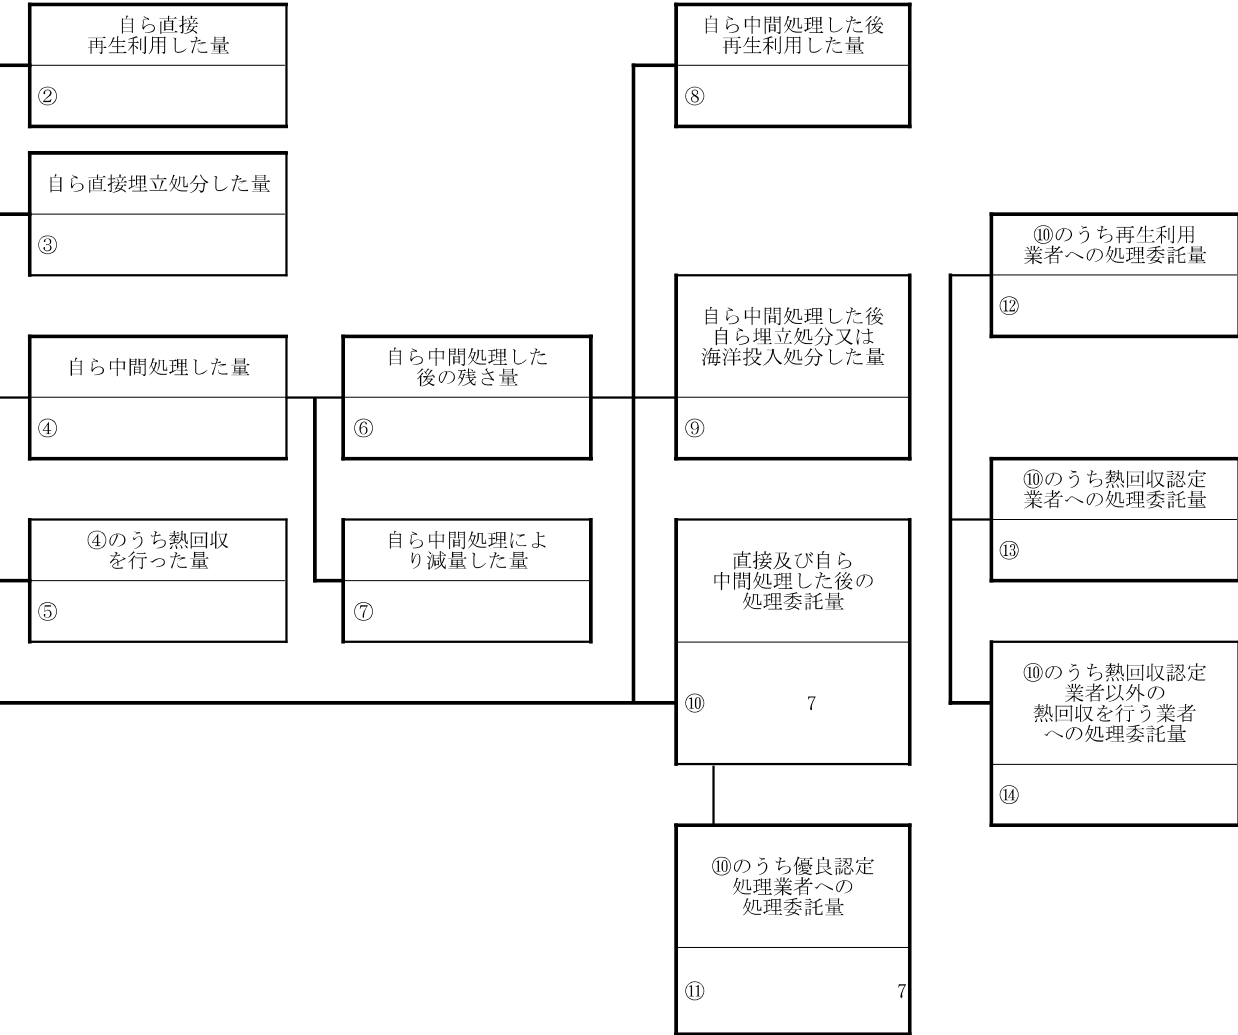 自ら直接
再生利用した量
②
自ら中間処理した後
再生利用した量
⑧
自ら直接埋立処分した量
③
⑩のうち再生利用
業者への処理委託量
⑫
自ら中間処理した量
④
自ら中間処理した
後の残さ量
⑥
自ら中間処理した後
自ら埋立処分又は
海洋投入処分した量
⑨
⑩のうち熱回収認定
業者への処理委託量
⑬
④のうち熱回収
を行った量
⑤
自ら中間処理によ
り減量した量
⑦
直接及び自ら
中間処理した後の
処理委託量
⑩ 7
⑩のうち熱回収認定
業者以外の
熱回収を行う業者
への処理委託量
⑭
⑩のうち優良認定
処理業者への
処理委託量
⑪ 7